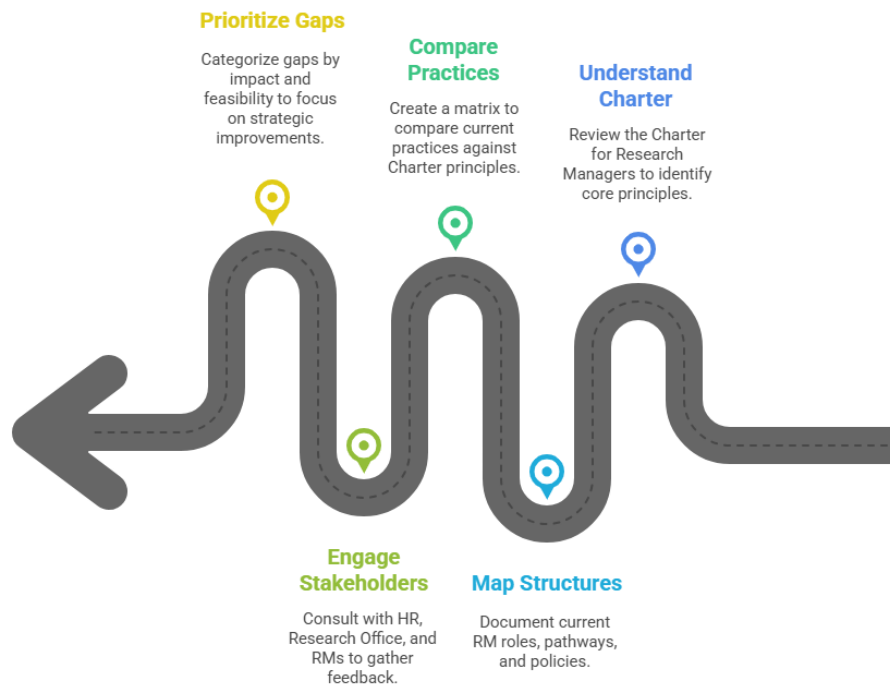 Prioritize Gaps
Categorize gaps by
impact and
feasibility to focus
on strategic
improvements.
Compare
Practices
Create a matrix to
compare current
practices against
Charter principles.
Understand
Charter
Review the Charter
for Research
Managers to identify
core principles.
Engage
Stakeholders
Consult with HR,
Research Office, and
RMs to gather
feedback.
Map Structures
Document current
RM roles, pathways,
and policies.